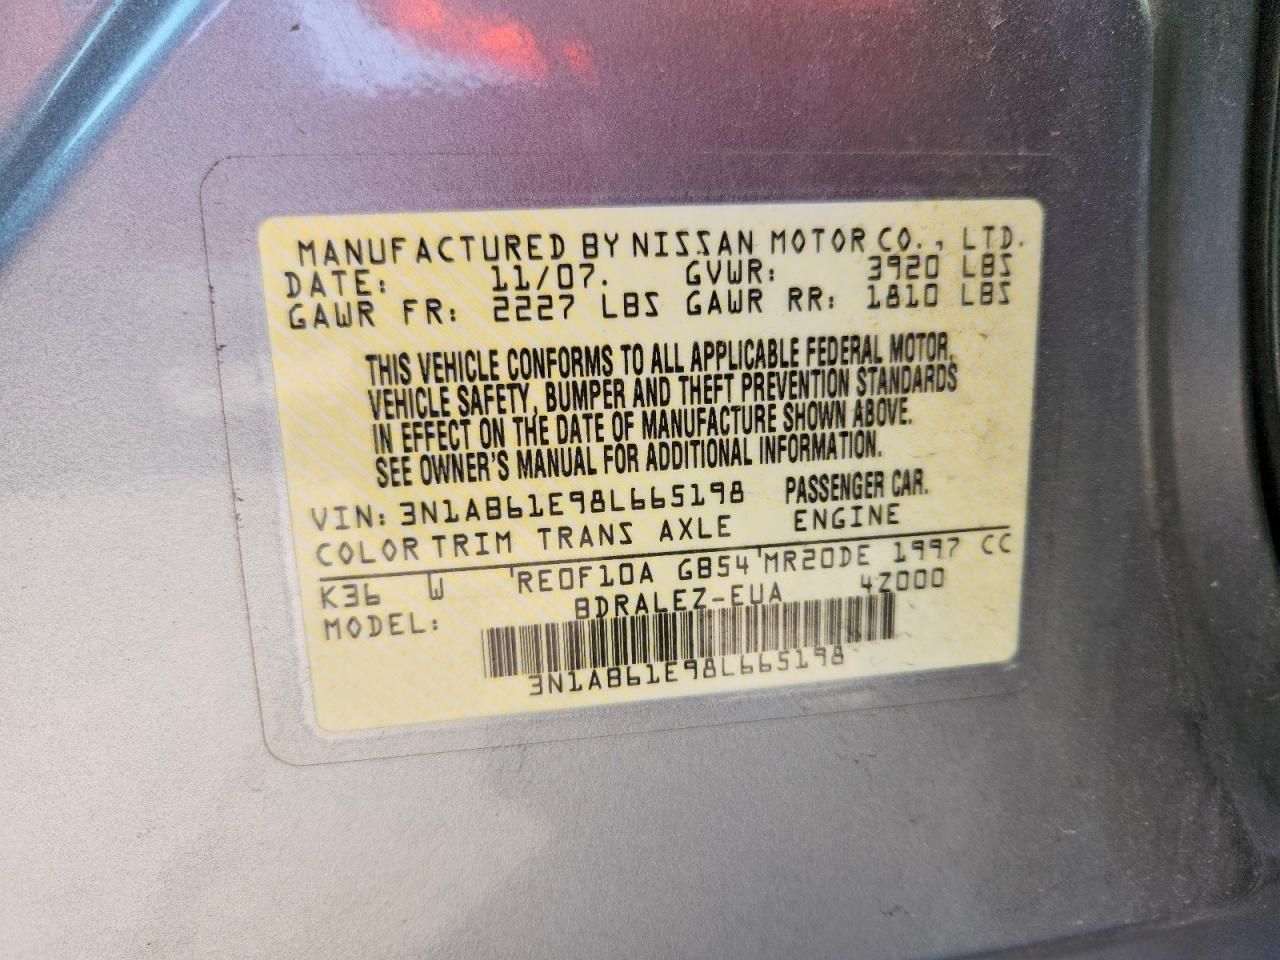 MANUFACTURED BY NISSAN MOTOR CO., LTD.
DATE: 11/07. GVWR: 3920 LBS
GAWR FR: 2227 LBS GAWR RR: 1810 LBS
THIS VEHICLE CONFORMS TO ALL APPLICABLE FEDERAL MOTOR
VEHICLE SAFETY, BUMPER AND THEFT PREVENTION STANDARDS
IN EFFECT ON THE DATE OF MANUFACTURE SHOWN ABOVE.
SEE OWNER'S MANUAL FOR ADDITIONAL INFORMATION.
VIN: 3N1AB61E98L665198 PASSENGER CAR.
COLOR TRIM TRANS AXLE ENGINE
K36 W 'RE0F10A GB54'MR20DE 1997 CC
MODEL: BDRALEZ-EUA 4Z000
3N1AB61E98L665198